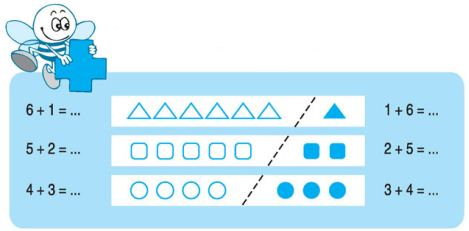 6 + 1 = ... 1 + 6 = ...
5 + 2 = ... 2 + 5 = ...
4 + 3 = ... 3 + 4 = ...